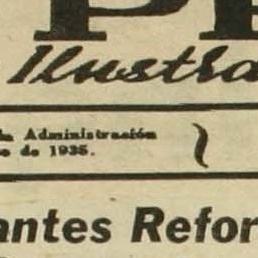 Ilustra
Administración
de 1935.
antes Refor